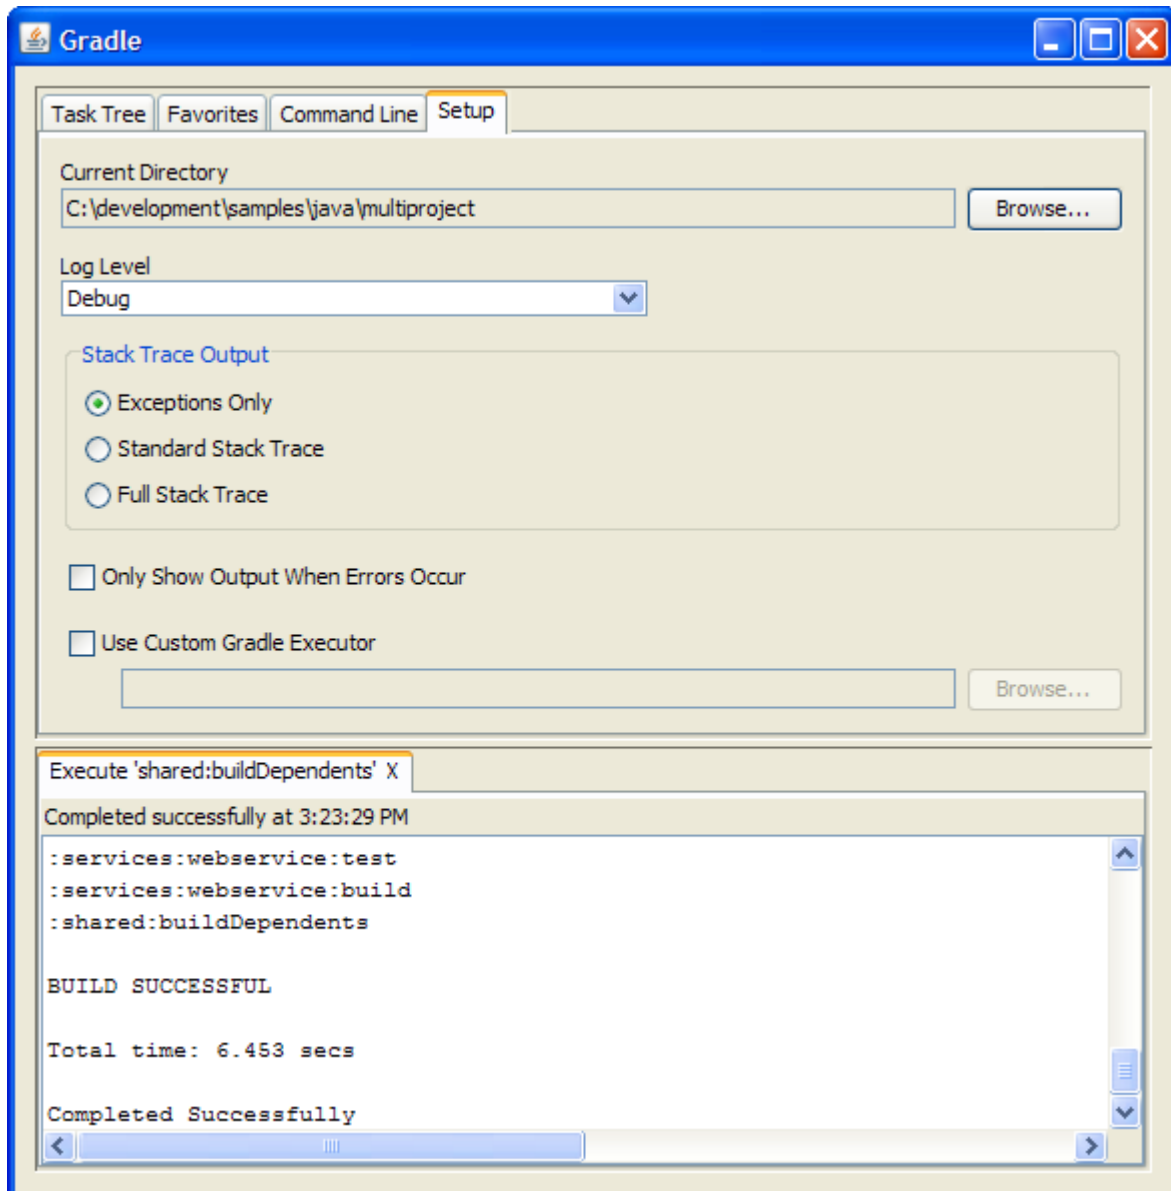 Gradle
Task Tree Favorites Command Line Setup
Current Directory
C:\development\samples\java\multiproject Browse...
Log Level
Debug
Stack Trace Output
Exceptions Only
Standard Stack Trace
Full Stack Trace
Only Show Output When Errors Occur
Use Custom Gradle Executor
Browse...
Execute 'shared:buildDependents' X
Completed successfully at 3:23:29 PM
:services:webservice:test
:services:webservice:build
:shared:buildDependents
BUILD SUCCESSFUL
Total time: 6.453 secs
Completed Successfully